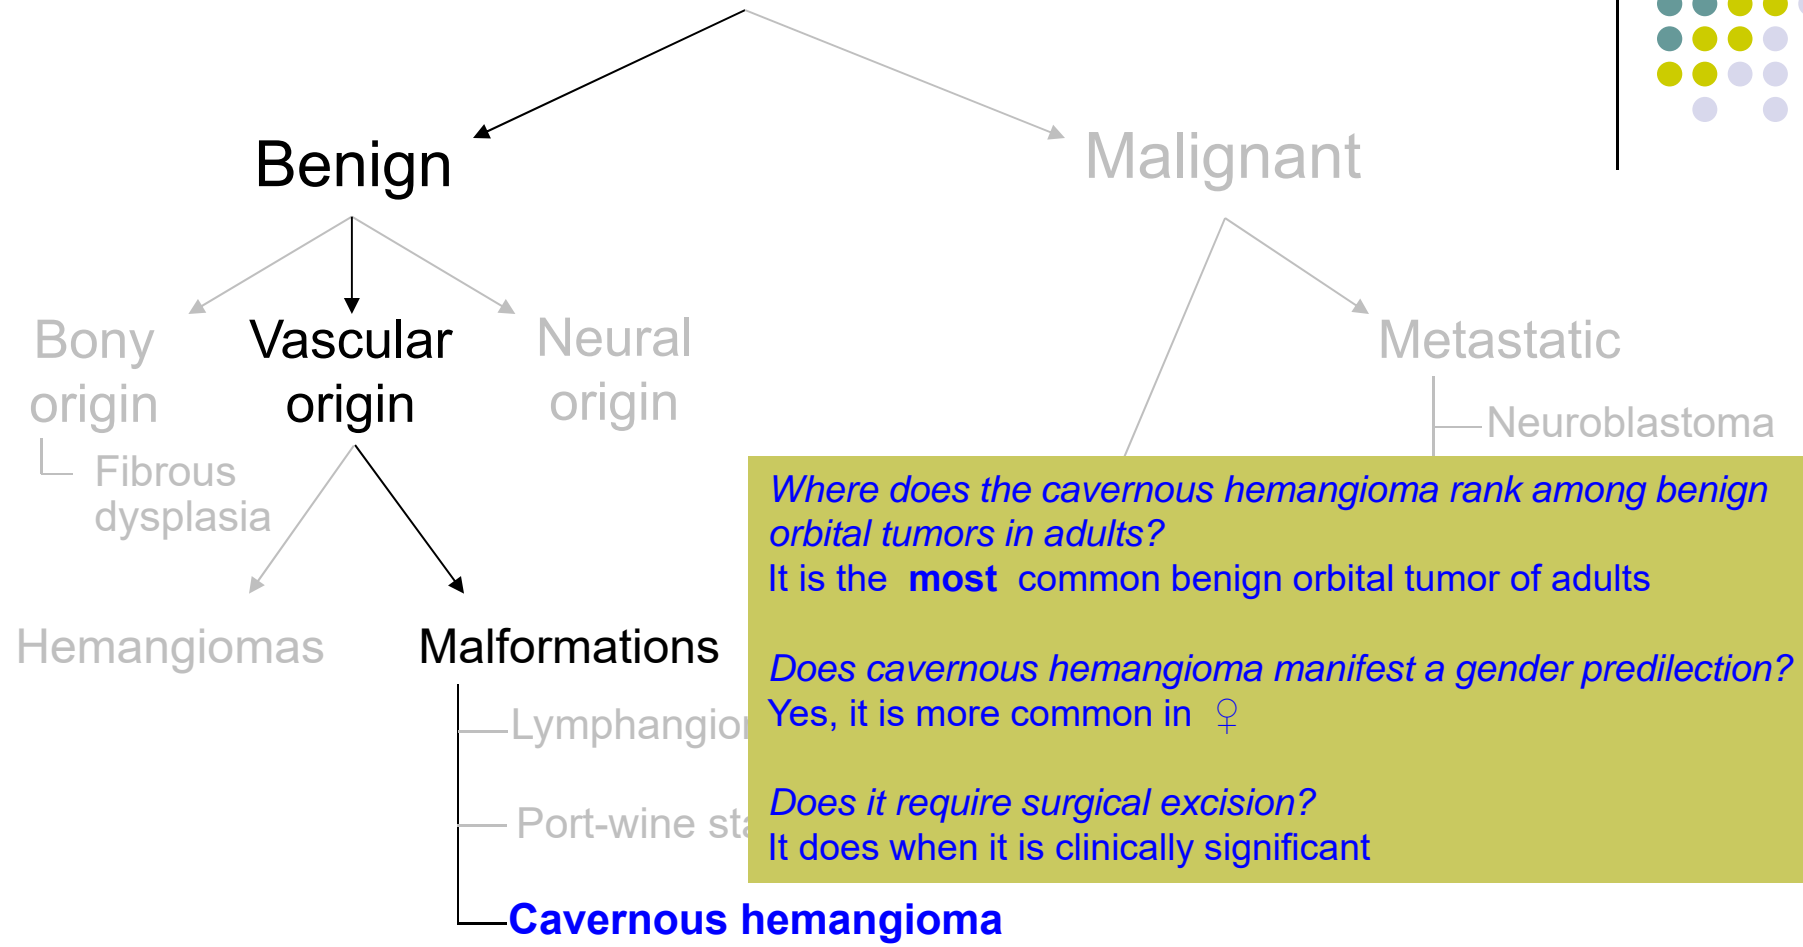 Benign
Malignant
Bony
origin
Vascular
origin
Neural
origin
Metastatic
Neuroblastoma
Fibrous
dysplasia
Where does the cavernous hemangioma rank among benign
orbital tumors in adults?
It is the most common benign orbital tumor of adults
Hemangiomas
Malformations
Does cavernous hemangioma manifest a gender predilection?
Yes, it is more common in ♀
Port-wine
Does it require surgical excision?
It does when it is clinically significant
Cavernous hemangioma